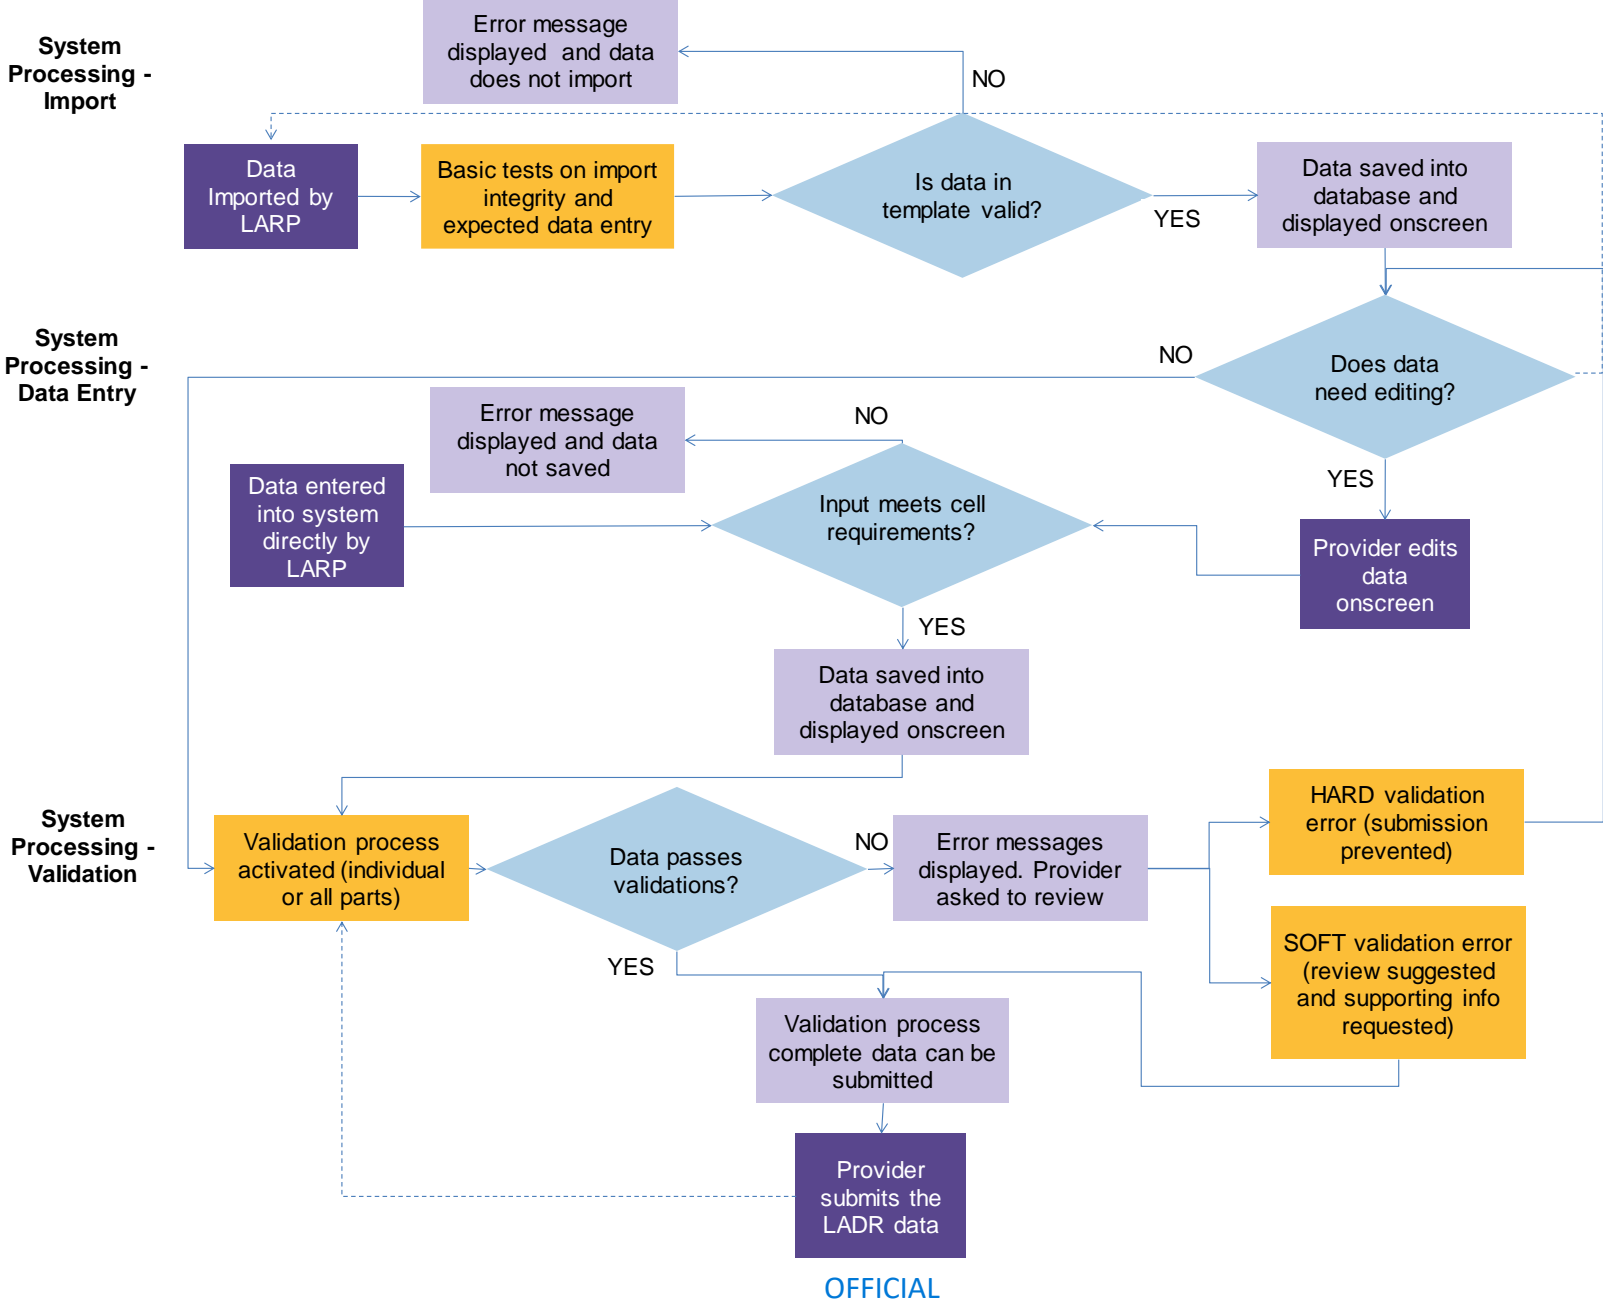 System
Processing -
Import
Error message
displayed and data
does not import
NO
Data
Imported by
LARP
Basic tests on import
integrity and
expected data entry
Is data in
template valid?
YES
Data saved into
database and
displayed onscreen
System
Processing -
Data Entry
NO
Does data
need editing?
YES
Error message
displayed and data
not saved
NO
Data entered
into system
directly by
LARP
Input meets cell
requirements?
Provider edits
data
onscreen
YES
Data saved into
database and
displayed onscreen
System
Processing -
Validation
Validation process
activated (individual
or all parts)
Data passes
validations?
NO
Error messages
displayed. Provider
asked to review
HARD validation
error (submission
prevented)
SOFT validation error
(review suggested
and supporting info
requested)
YES
Validation process
complete data can be
submitted
Provider
submits the
LADR data
OFFICIAL